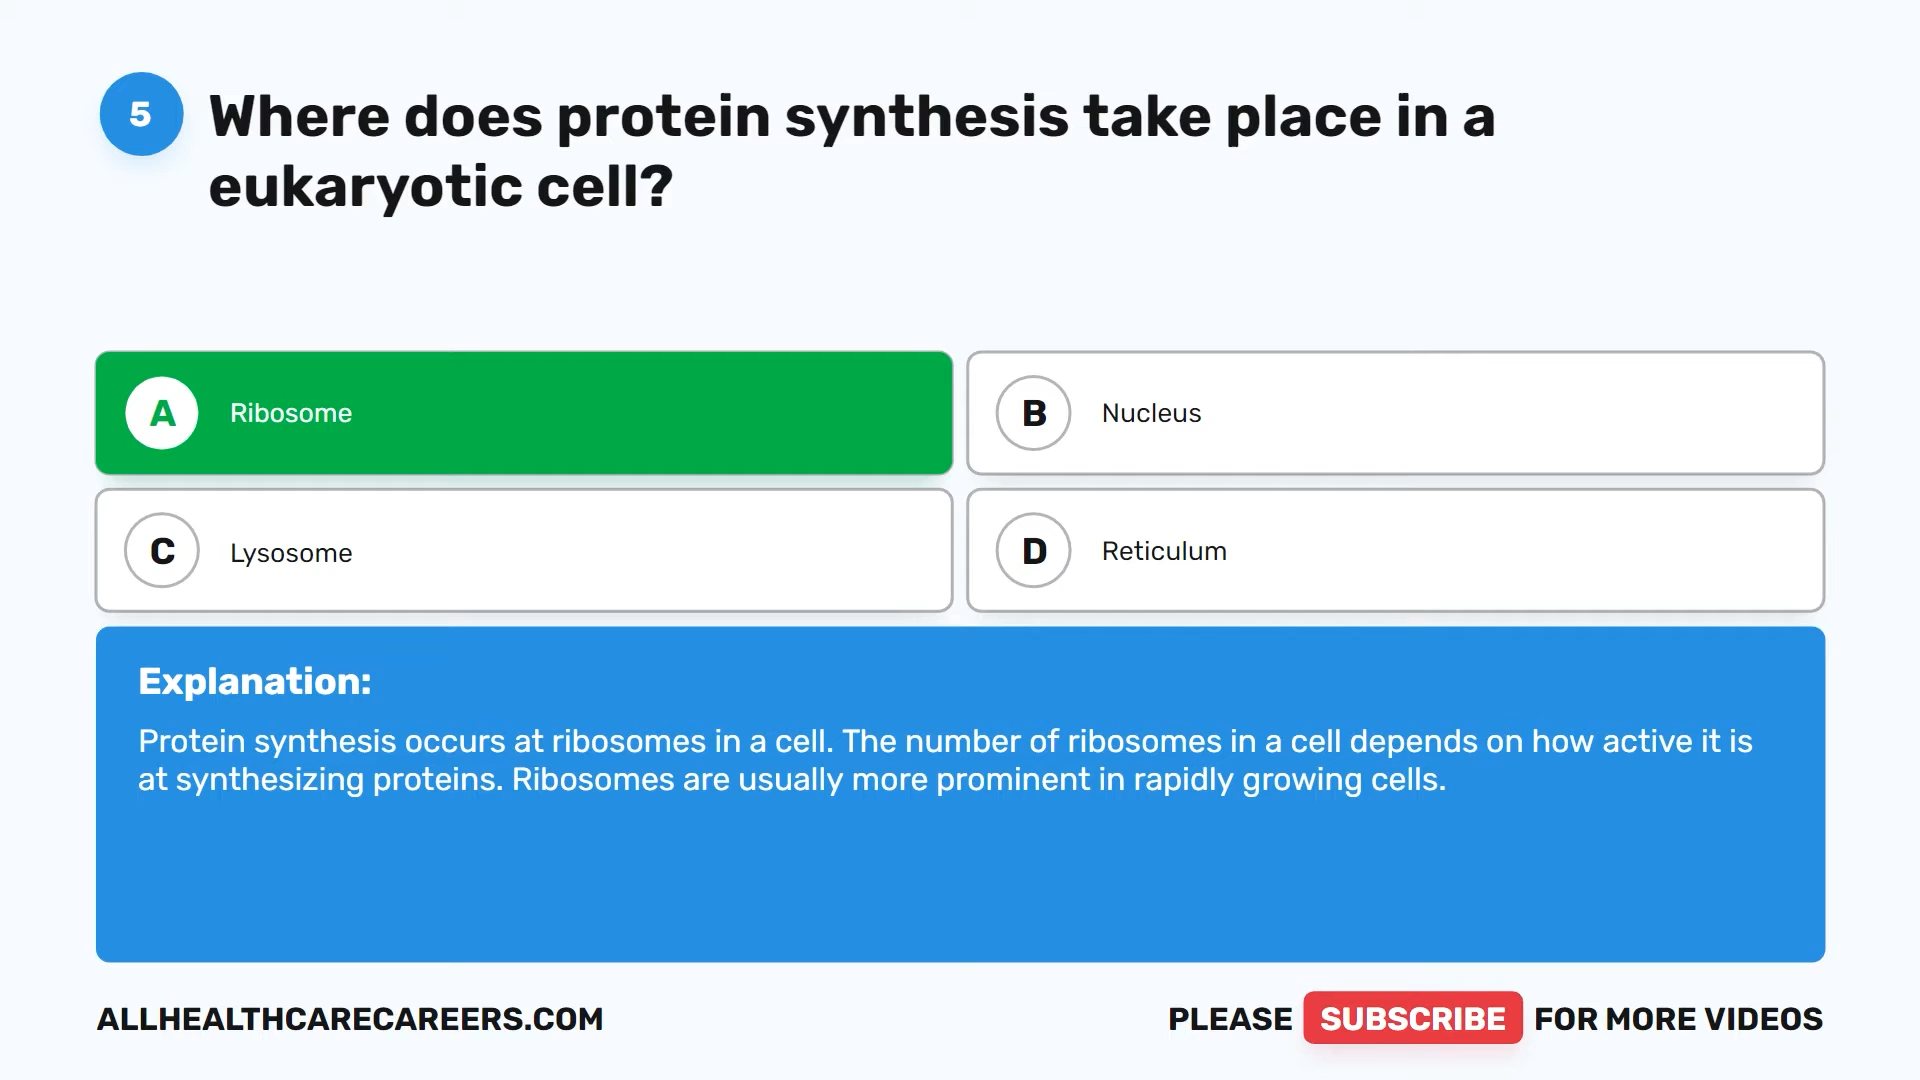 5 Where does protein synthesis take place in a
eukaryotic cell?
A Ribosome
B Nucleus
C Lysosome
D Reticulum
Explanation:
Protein synthesis occurs at ribosomes in a cell. The number of ribosomes in a cell depends on how active it is
at synthesizing proteins. Ribosomes are usually more prominent in rapidly growing cells.
ALLHEALTHCARECAREERS.COM
PLEASE SUBSCRIBE FOR MORE VIDEOS